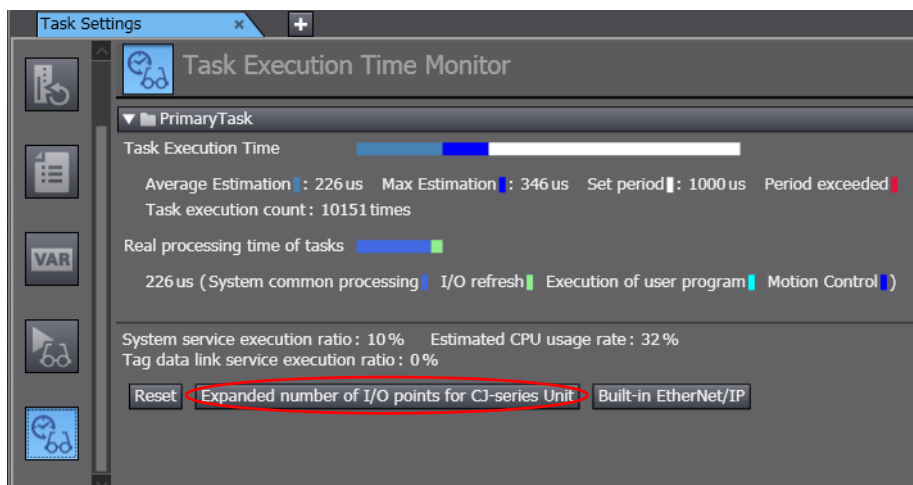 Task Settings × +
Task Execution Time Monitor
PrimaryTask
Task Execution Time
Average Estimation : 226 us Max Estimation : 346 us Set period : 1000 us Period exceeded
Task execution count : 10151 times
Real processing time of tasks
VAR
226 us ( System common processing I/O refresh Execution of user program Motion Control )
System service execution ratio : 10 % Estimated CPU usage rate : 32 %
Tag data link service execution ratio : 0 %
Reset Expanded number of I/O points for CJ-series Unit Built-in EtherNet/IP